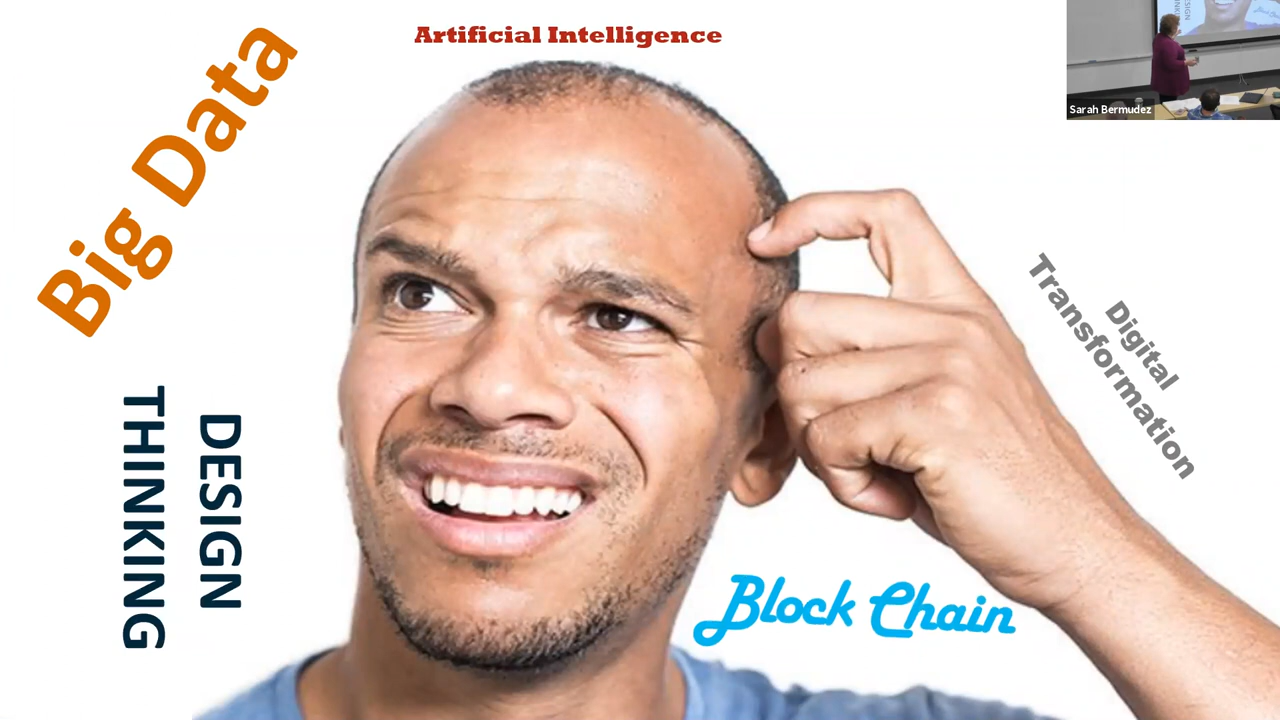 Artificial Intelligence
Big Data
Sarah Bermudez
Digital
Transformation
DESIGN
THINKING
Block Chain